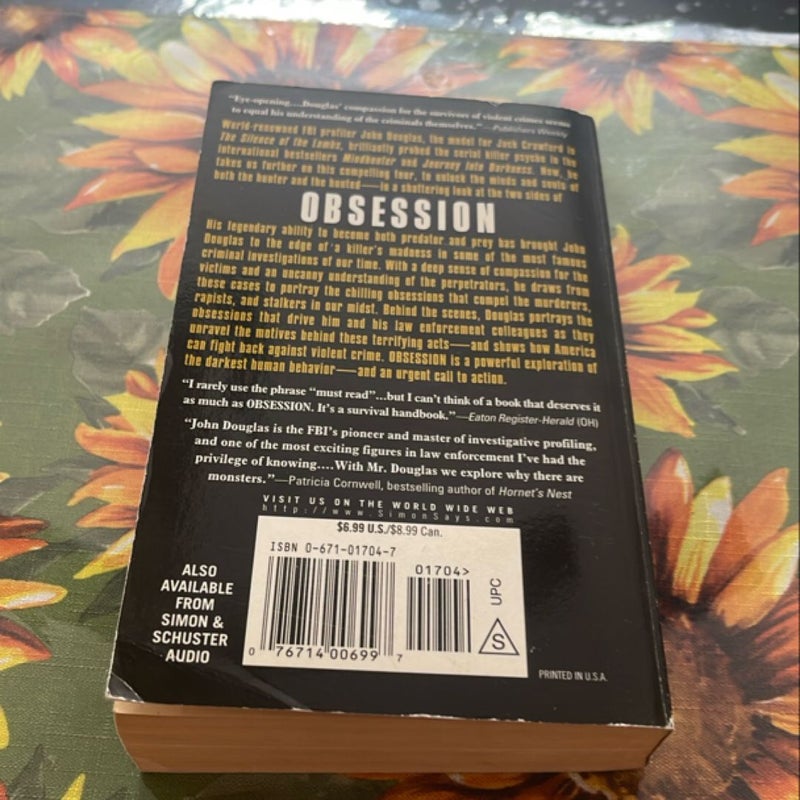 "Eye-opening....Douglas' compassion for the survivors of violent crimes seems
to equal his understanding of the criminals themselves."—Publishers Weekly
World-renowned FBI profiler John Douglas, the model for Jack Crawford in
The Silence of the Lambs, brilliantly probed the serial killer psyche in the
international bestsellers Mindhunter and Journey Into Darkness. Now, he
takes us further on this compelling tour, to unlock the minds and souls of
both the hunter and the hunted—in a shattering look at the two sides of
OBSESSION
His legendary ability to become both predator and prey has brought John
Douglas to the edge of a killer's madness in some of the most famous
criminal investigations of our time. With a deep sense of compassion for the
victims and an uncanny understanding of the perpetrators, he draws from
these cases to portray the chilling obsessions that compel the murderers,
rapists, and stalkers in our midst. Behind the scenes, Douglas portrays the
obsessions that drive him and his law enforcement colleagues as they
unravel the motives behind these terrifying acts—and shows how America
can fight back against violent crime. OBSESSION is a powerful exploration of
the darkest human behavior—and an urgent call to action.
"I rarely use the phrase "must read"...but I can't think of a book that deserves it
as much as OBSESSION. It's a survival handbook."—Eaton Register-Herald (OH)
"John Douglas is the FBI's pioneer and master of investigative profiling,
and one of the most exciting figures in law enforcement I've had the
privilege of knowing....With Mr. Douglas we explore why there are
monsters."—Patricia Cornwell, bestselling author of Hornet's Nest
VISIT US ON THE WORLD WIDE WEB
http://www.SimonSays.com
$6.99 U.S./$8.99 Can.
ISBN 0-671-01704-7
01704>
UPC
S
0 76714 00699 7
ALSO
AVAILABLE
FROM
SIMON &
SCHUSTER
AUDIO
PRINTED IN U.S.A.